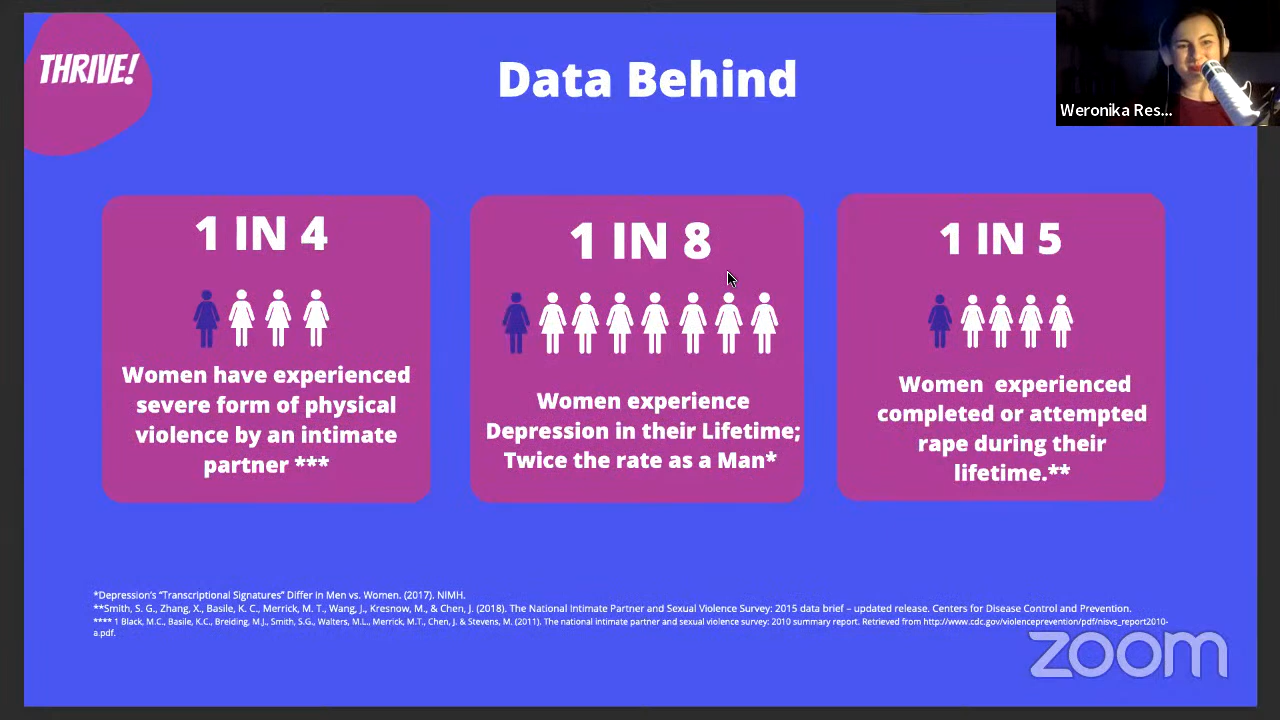 THRIVE!
Data Behind
Weronika Res...
1 IN 4
Women have experienced
severe form of physical
violence by an intimate
partner ***
1 IN 8
Women experience
Depression in their Lifetime;
Twice the rate as a Man*
1 IN 5
Women experienced
completed or attempted
rape during their
lifetime.**
*Depression's “Transcriptional Signatures” Differ in Men vs. Women. (2017). NIMH.
**Smith, S. G., Zhang, X., Basile, K. C., Merrick, M. T., Wang, J., Kresnow, M., & Chen, J. (2018). The National Intimate Partner and Sexual Violence Survey: 2015 data brief – updated release. Centers for Disease Control and Prevention.
**** 1 Black, M.C., Basile, K.C., Breiding, M.J., Smith, S.G., Walters, M.L., Merrick, M.T., Chen, J. & Stevens, M. (2011). The national intimate partner and sexual violence survey: 2010 summary report. Retrieved from http://www.cdc.gov/violenceprevention/pdf/nisvs_report2010-
a.pdf.
zoom